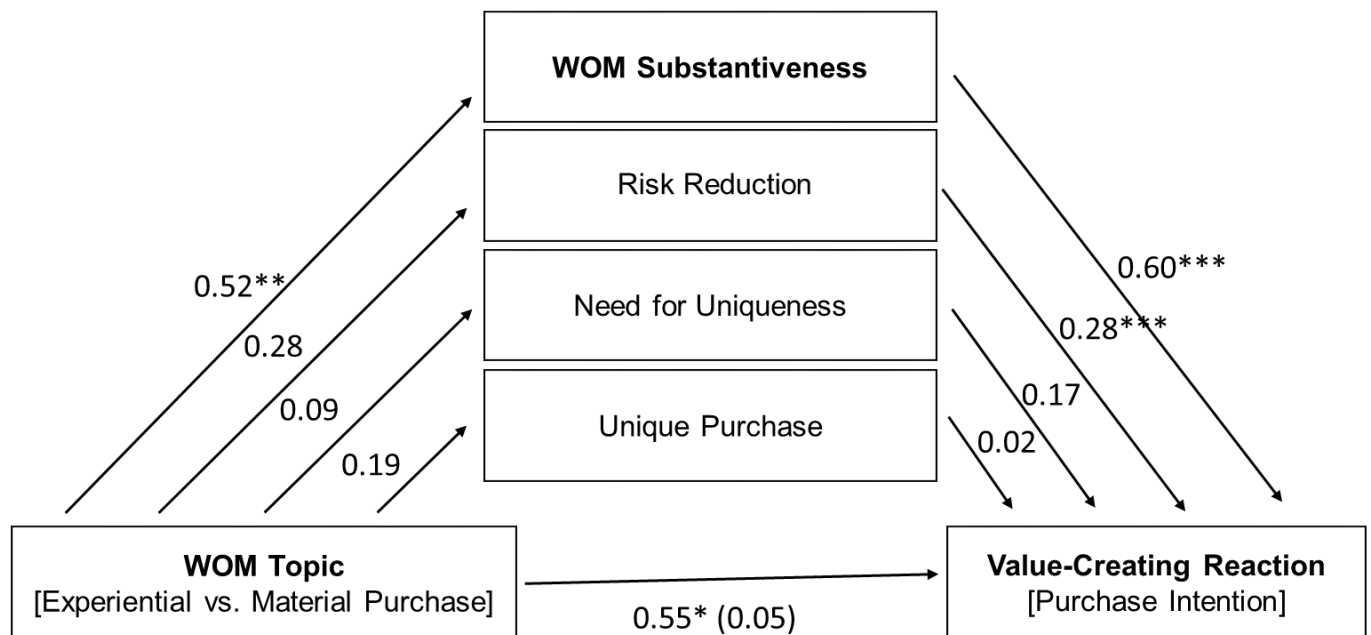 WOM Substantiveness
Risk Reduction
0.60***
0.52**
Need for Uniqueness
0.28***
0.28
0.17
0.09
Unique Purchase
0.02
0.19
WOM Topic
[Experiential vs. Material Purchase]
Value-Creating Reaction
[Purchase Intention]
0.55* (0.05)